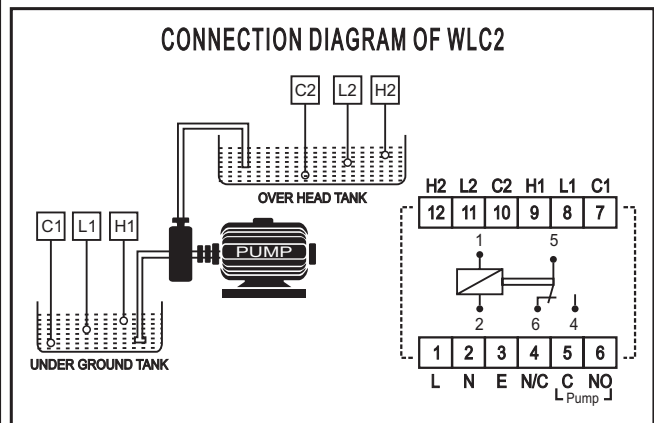 CONNECTION DIAGRAM OF WLC2
C2 L2 H2
OVER HEAD TANK
C1 L1 H1
PUMP
UNDER GROUND TANK
H2 L2 C2 H1 L1 C1
12 11 10 9 8 7
1 5
2 6 4
1 2 3 4 5 6
L N E N/C C NO
Pump